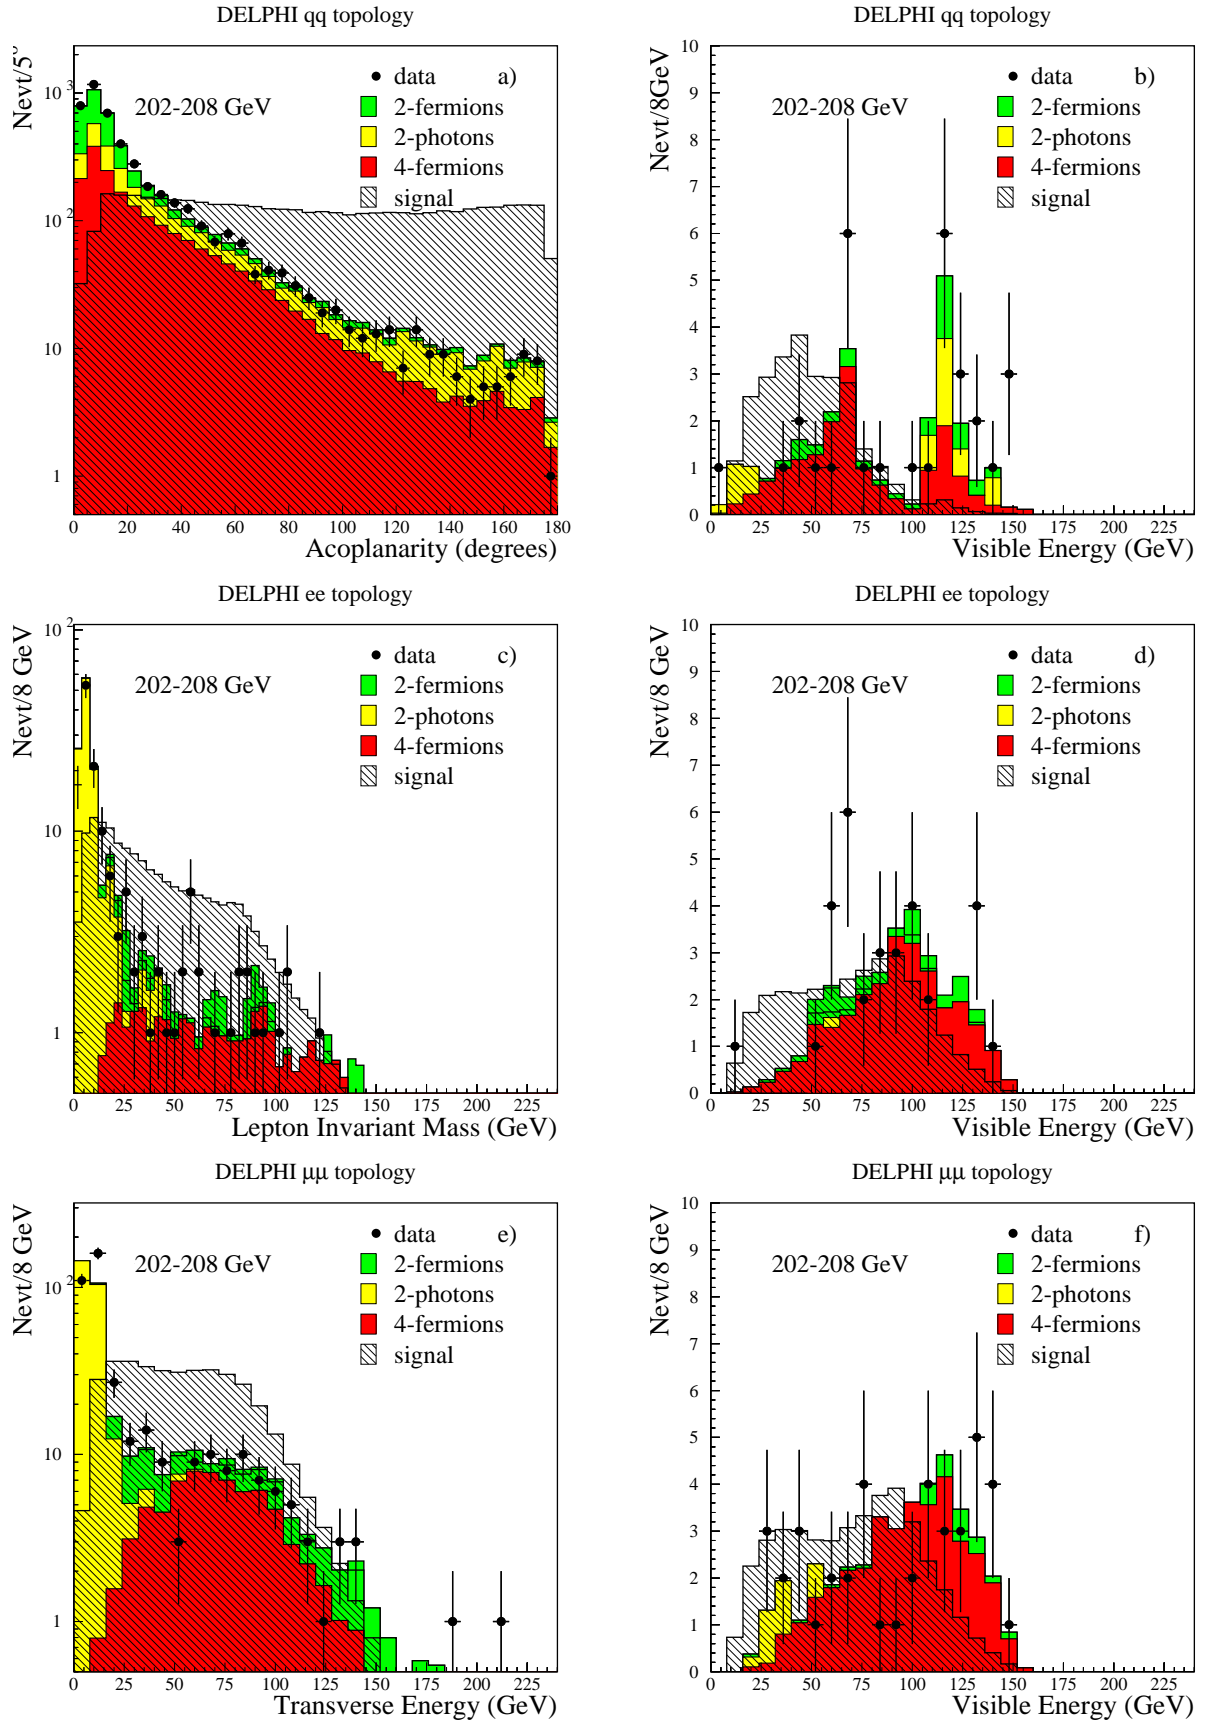 DELPHI qq topology
Nevt/5°
10³
10²
10
1
data a)
202-208 GeV
2-fermions
2-photons
4-fermions
signal
0 20 40 60 80 100 120 140 160 180
Acoplanarity (degrees)
DELPHI qq topology
Nevt/8GeV
10
9
8
7
6
5
4
3
2
1
0
data b)
202-208 GeV
2-fermions
2-photons
4-fermions
signal
0 25 50 75 100 125 150 175 200 225
Visible Energy (GeV)
DELPHI ee topology
Nevt/8 GeV
10²
10
1
data c)
202-208 GeV
2-fermions
2-photons
4-fermions
signal
0 25 50 75 100 125 150 175 200 225
Lepton Invariant Mass (GeV)
DELPHI ee topology
Nevt/8 GeV
10
9
8
7
6
5
4
3
2
1
0
data d)
202-208 GeV
2-fermions
2-photons
4-fermions
signal
0 25 50 75 100 125 150 175 200 225
Visible Energy (GeV)
DELPHI μμ topology
Nevt/8 GeV
10²
10
1
data e)
202-208 GeV
2-fermions
2-photons
4-fermions
signal
0 25 50 75 100 125 150 175 200 225
Transverse Energy (GeV)
DELPHI μμ topology
Nevt/8 GeV
10
9
8
7
6
5
4
3
2
1
0
data f)
202-208 GeV
2-fermions
2-photons
4-fermions
signal
0 25 50 75 100 125 150 175 200 225
Visible Energy (GeV)